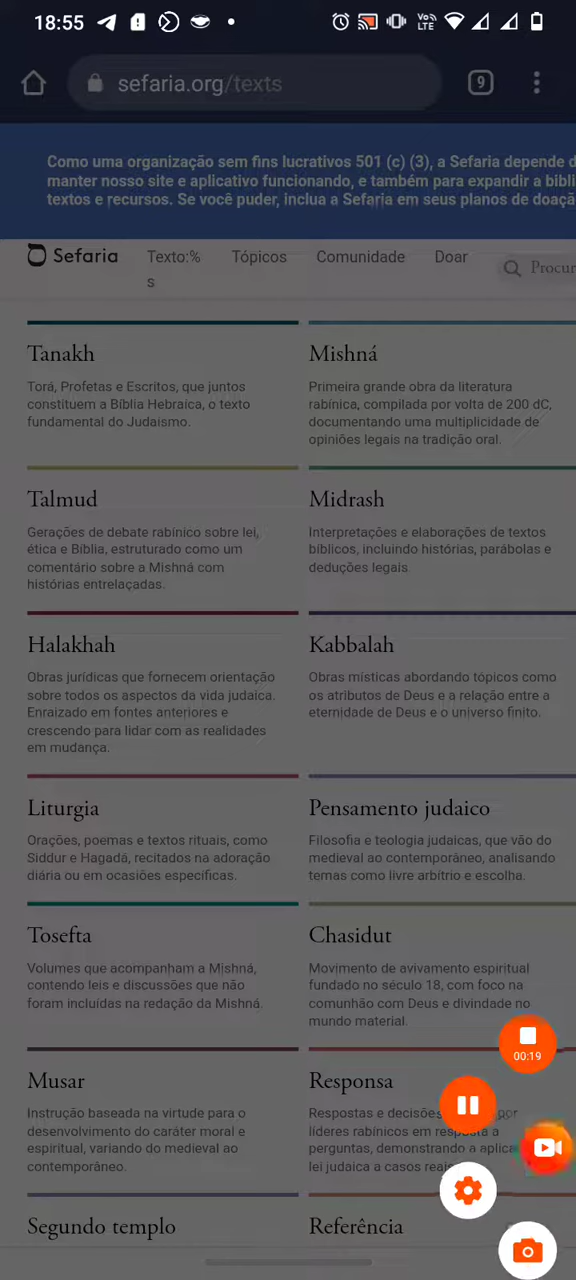 18:55
VoD LTE
sefaria.org/texts
9
Como uma organização sem fins lucrativos 501 (c) (3), a Sefaria depende d
manter nosso site e aplicativo funcionando, e também para expandir a bibli
textos e recursos. Se você puder, inclua a Sefaria em seus planos de doaçã
Sefaria
Texto:%
s
Tópicos
Comunidade
Doar
Procur
Tanakh
Torá, Profetas e Escritos, que juntos
constituem a Bíblia Hebraica, o texto
fundamental do Judaismo.
Mishná
Primeira grande obra da literatura
rabínica, compilada por volta de 200 dC,
documentando uma multiplicidade de
opiniões legais na tradição oral.
Talmud
Gerações de debate rabínico sobre lei,
ética e Bíblia, estruturado como um
comentário sobre a Mishná com
histórias entrelaçadas.
Midrash
Interpretações e elaborações de textos
bíblicos, incluindo histórias, parábolas e
deduções legais.
Halakhah
Obras jurídicas que fornecem orientação
sobre todos os aspectos da vida judaica.
Enraizado em fontes anteriores e
crescendo para lidar com as realidades
em mudança.
Kabbalah
Obras místicas abordando tópicos como
os atributos de Deus e a relação entre a
eternidade de Deus e o universo finito.
Liturgia
Orações, poemas e textos rituais, como
Siddur e Hagadá, recitados na adoração
diária ou em ocasiões específicas.
Pensamento judaico
Filosofia e teologia judaicas, que vão do
medieval ao contemporâneo, analisando
temas como livre arbítrio e escolha.
Tosefta
Volumes que acompanham a Mishná,
contendo leis e discussões que não
foram incluídas na redação da Mishná.
Chasidut
Movimento de avivamento espiritual
fundado no século 18, com foco na
comunhão com Deus e divindade no
mundo material.
Musar
Instrução baseada na virtude para o
desenvolvimento do caráter moral e
espiritual, variando do medieval ao
contemporâneo.
Responsa
Respostas e decisões por
líderes rabínicos em resposta a
perguntas, demonstrando a aplica
lei judaica a casos reais
Segundo templo
Referência
00:19